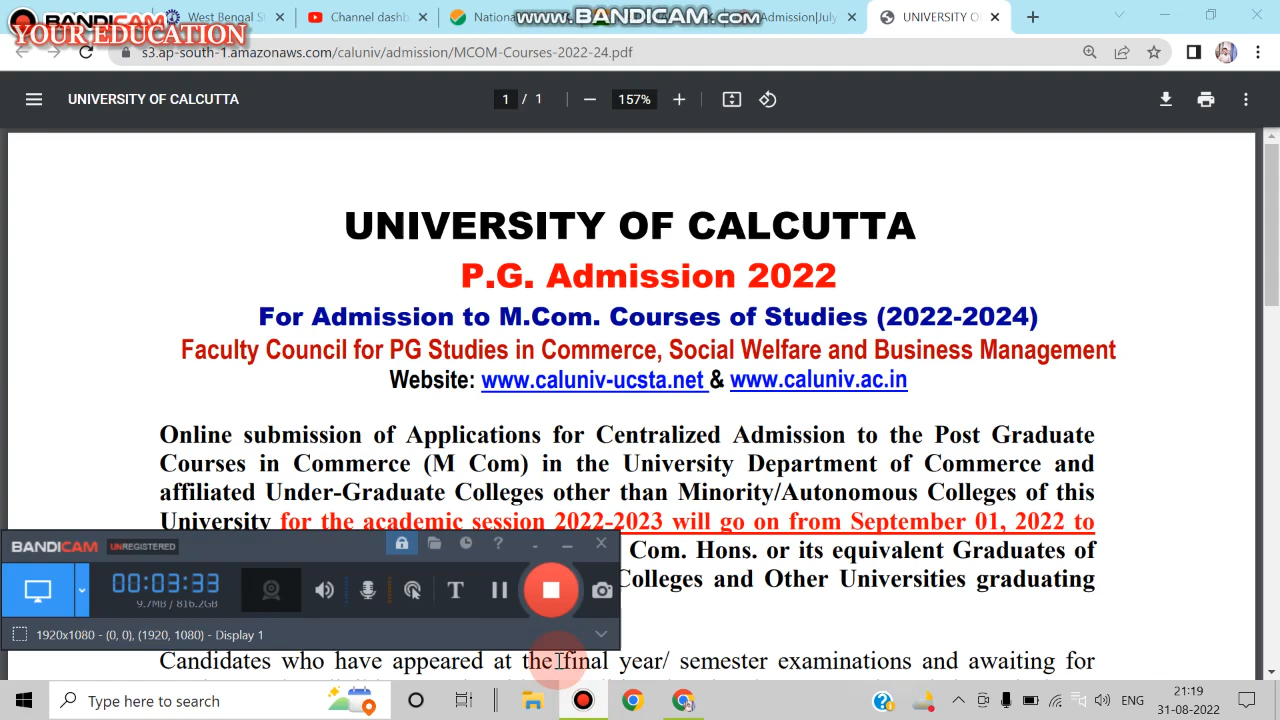 BANDICAM
YOUR EDUCATION
West Bengal S
Channel dashb
National
www.BANDICAM.com
Admission|July
UNIVERSITY O
s3.ap-south-1.amazonaws.com/caluniv/admission/MCOM-Courses-2022-24.pdf
UNIVERSITY OF CALCUTTA
1 / 1
157%
UNIVERSITY OF CALCUTTA
P.G. Admission 2022
For Admission to M.Com. Courses of Studies (2022-2024)
Faculty Council for PG Studies in Commerce, Social Welfare and Business Management
Website: www.caluniv-ucsta.net & www.caluniv.ac.in
Online submission of Applications for Centralized Admission to the Post Graduate
Courses in Commerce (M Com) in the University Department of Commerce and
affiliated Under-Graduate Colleges other than Minority/Autonomous Colleges of this
University for the academic session 2022-2023 will go on from September 01, 2022 to
Com. Hons. or its equivalent Graduates of
Colleges and Other Universities graduating
BANDICAM UNREGISTERED
00:03:33
9.7MB / 816.2GB
1920x1080 - (0, 0), (1920, 1080) - Display 1
Candidates who have appeared at the final year/ semester examinations and awaiting for
Type here to search
ENG
21:19
31-08-2022